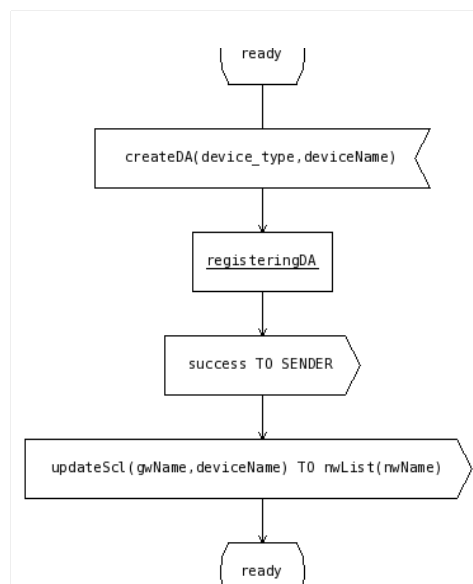 ready
createDA(device_type,deviceName)
registeringDA
success TO SENDER
updateScl(gwName,deviceName) TO nwList(nwName)
ready